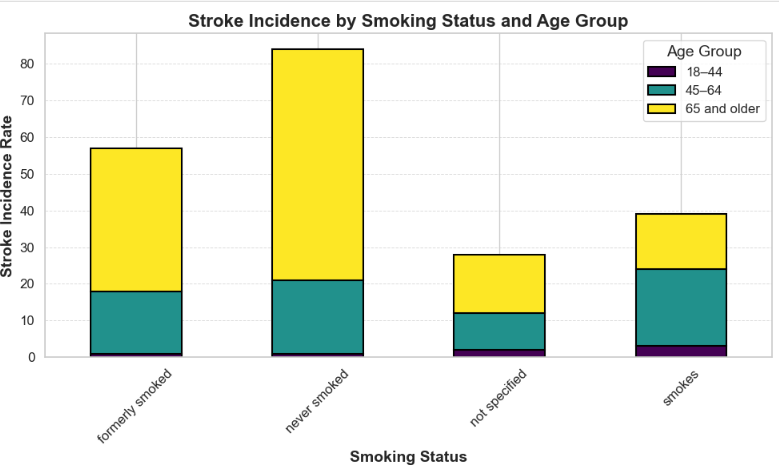 Stroke Incidence by Smoking Status and Age Group
Stroke Incidence Rate
80
70
60
50
40
30
20
10
0
Age Group
18–44
45–64
65 and older
formerly smoked
never smoked
not specified
smokes
Smoking Status